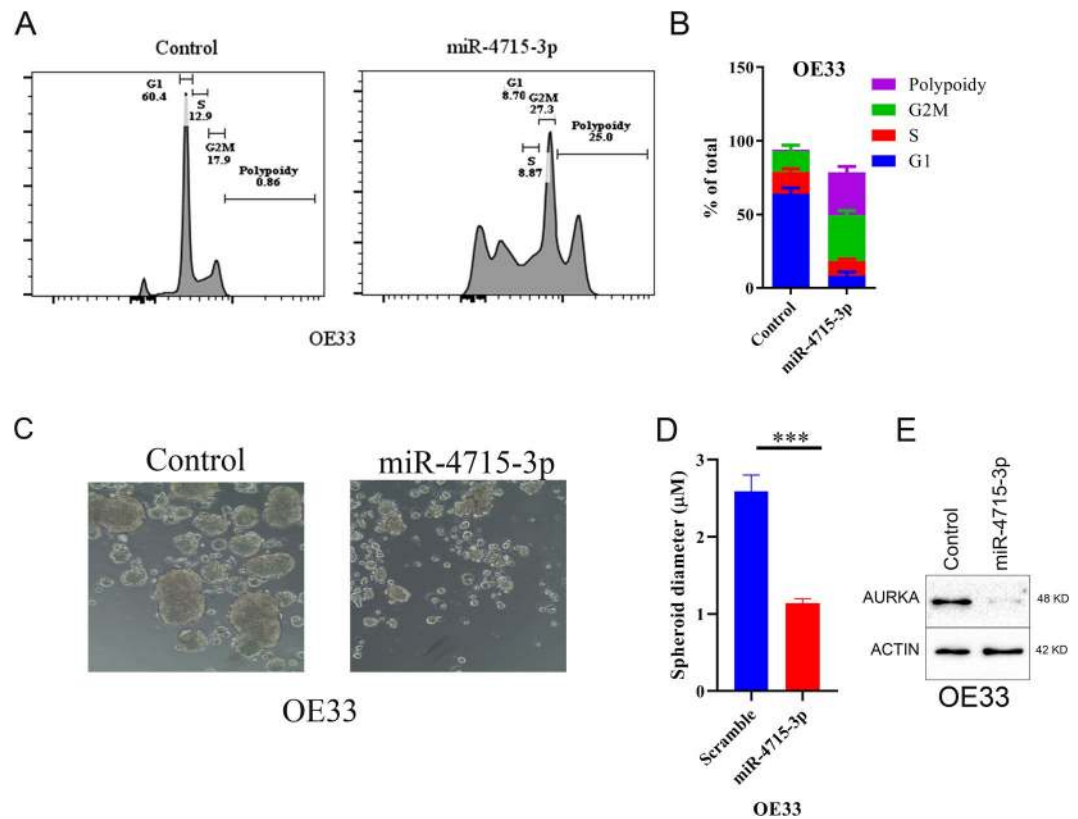 A
Control
G1
60.4
S
12.9
G2M
17.9
Polypoidy
0.86
miR-4715-3p
G1
8.70
G2M
27.3
S
8.87
Polypoidy
25.0
OE33
B
OE33
150
100
50
0
% of total
Control
miR-4715-3p
Polypoidy
G2M
S
G1
C
Control
miR-4715-3p
OE33
D
***
3
2
1
0
Spheroid diameter (μM)
Scramble
miR-4715-3p
OE33
E
Control
miR-4715-3p
AURKA
48 KD
ACTIN
42 KD
OE33